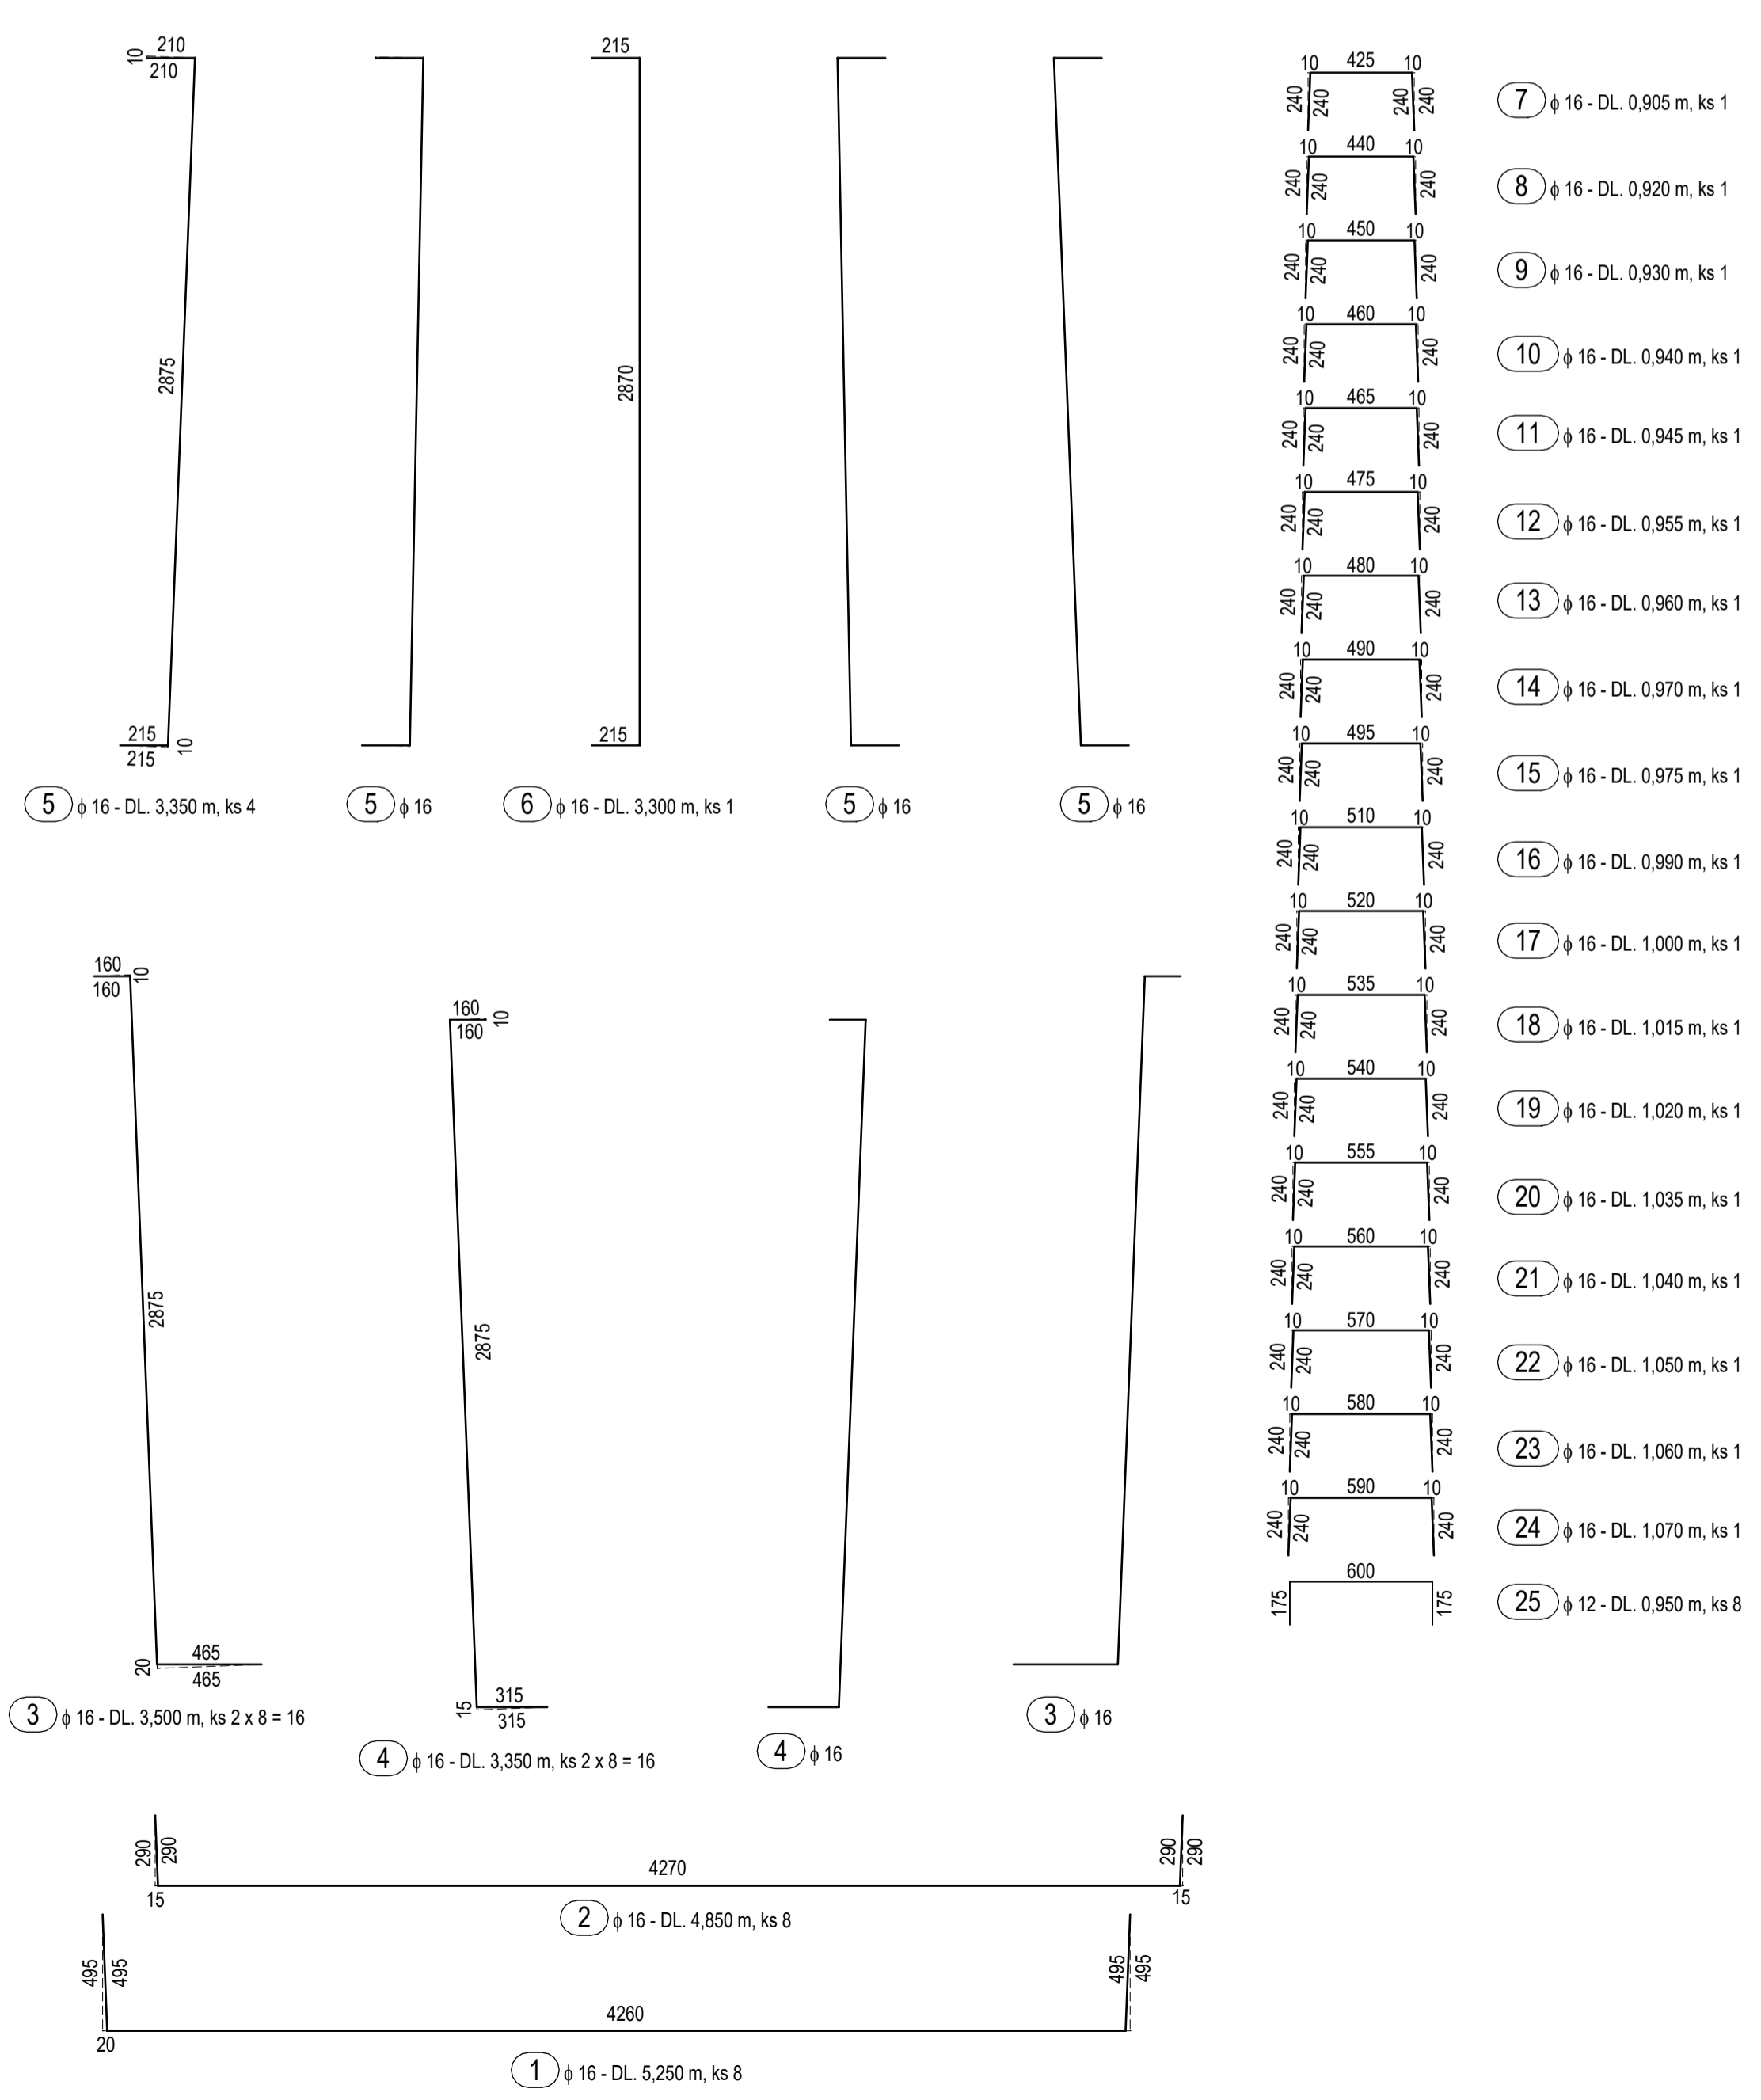 210
10
210
2875
215
215
10
5 ϕ 16 - DL. 3,350 m, ks 4
5 ϕ 16
215
2870
215
6 ϕ 16 - DL. 3,300 m, ks 1
5 ϕ 16
5 ϕ 16
160
160
10
2875
20
465
465
3 ϕ 16 - DL. 3,500 m, ks 2 x 8 = 16
160
160
10
2875
15
315
315
4 ϕ 16 - DL. 3,350 m, ks 2 x 8 = 16
4 ϕ 16
3 ϕ 16
290
290
15
4270
290
290
15
2 ϕ 16 - DL. 4,850 m, ks 8
495
495
20
4260
495
495
1 ϕ 16 - DL. 5,250 m, ks 8
10 425 10
240 240 240 240
7 ϕ 16 - DL. 0,905 m, ks 1
10 440 10
240 240 240
8 ϕ 16 - DL. 0,920 m, ks 1
10 450 10
240 240 240
9 ϕ 16 - DL. 0,930 m, ks 1
10 460 10
240 240 240
10 ϕ 16 - DL. 0,940 m, ks 1
10 465 10
240 240 240
11 ϕ 16 - DL. 0,945 m, ks 1
10 475 10
240 240 240
12 ϕ 16 - DL. 0,955 m, ks 1
10 480 10
240 240 240
13 ϕ 16 - DL. 0,960 m, ks 1
10 490 10
240 240 240
14 ϕ 16 - DL. 0,970 m, ks 1
10 495 10
240 240 240
15 ϕ 16 - DL. 0,975 m, ks 1
10 510 10
240 240 240
16 ϕ 16 - DL. 0,990 m, ks 1
10 520 10
240 240 240
17 ϕ 16 - DL. 1,000 m, ks 1
10 535 10
240 240 240
18 ϕ 16 - DL. 1,015 m, ks 1
10 540 10
240 240 240
19 ϕ 16 - DL. 1,020 m, ks 1
10 555 10
240 240 240
20 ϕ 16 - DL. 1,035 m, ks 1
10 560 10
240 240 240
21 ϕ 16 - DL. 1,040 m, ks 1
10 570 10
240 240 240
22 ϕ 16 - DL. 1,050 m, ks 1
10 580 10
240 240 240
23 ϕ 16 - DL. 1,060 m, ks 1
10 590 10
240 240 240
24 ϕ 16 - DL. 1,070 m, ks 1
600
175 175
25 ϕ 12 - DL. 0,950 m, ks 8